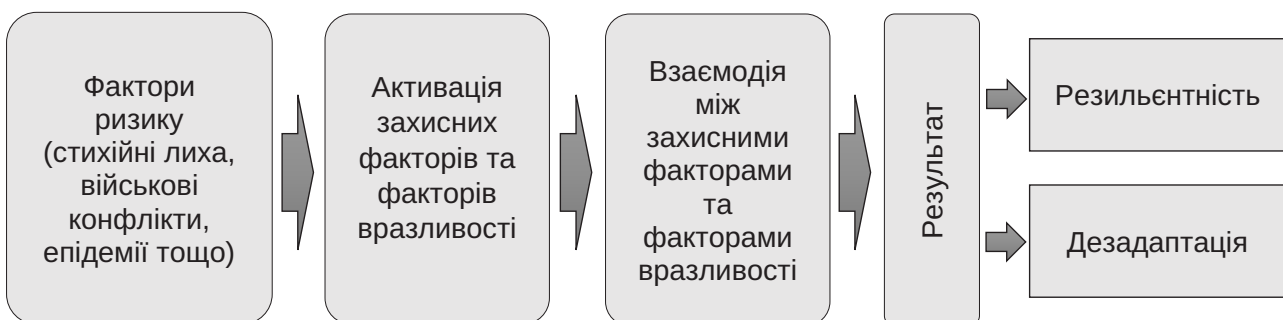 Фактори
ризику
(стихійні лиха,
військові
конфлікти,
епідемії тощо)
Активація
захисних
факторів та
факторів
вразливості
Взаємодія
між
захисними
факторами
та
факторами
вразливості
Результат
Резильєнтність
Дезадаптація